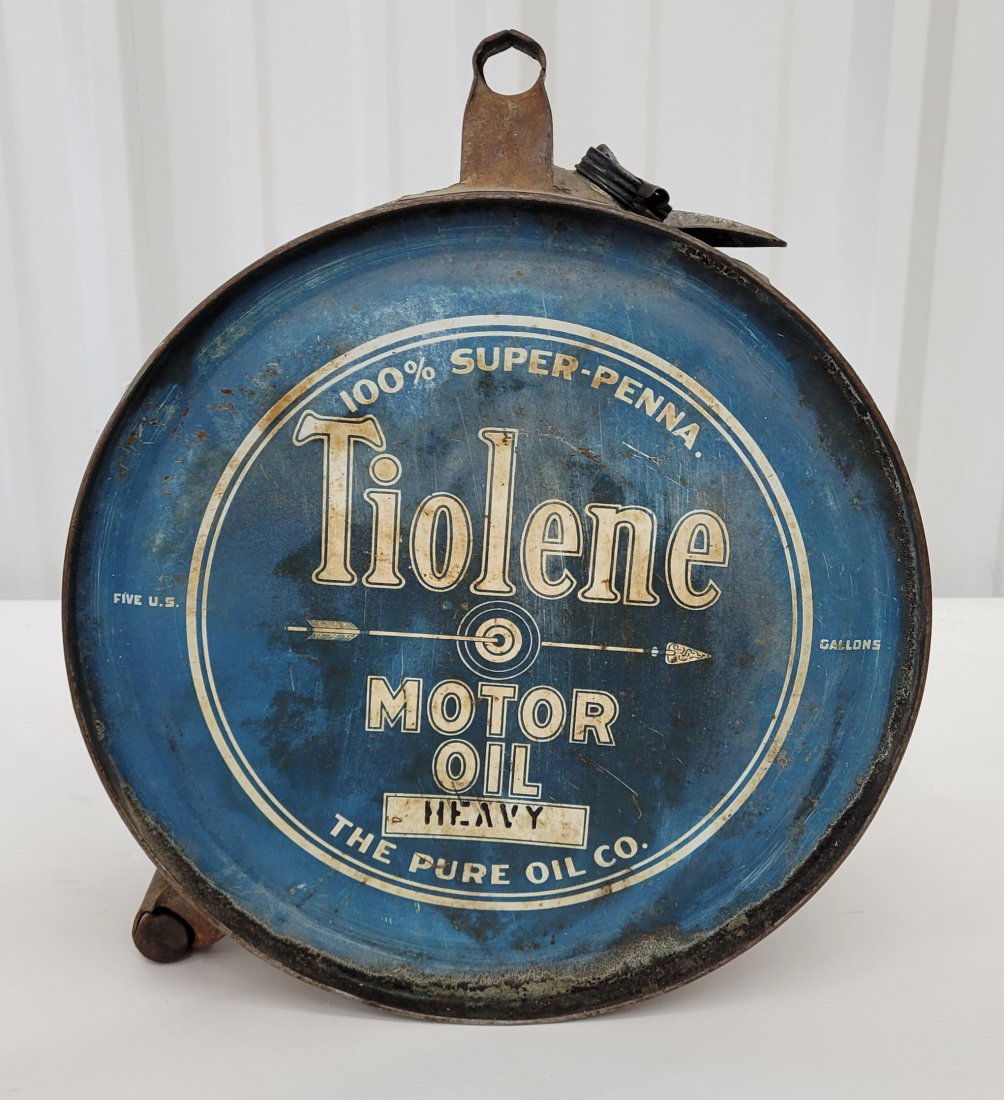 100% SUPER-PENNA.
Tiolene
FIVE U.S. GALLONS
MOTOR
OIL
HEAVY
THE PURE OIL CO.